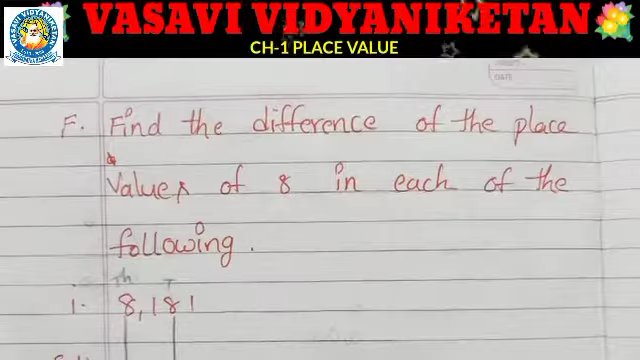 VASAVI VIDYANIKETAN
CH-1 PLACE VALUE
DATE
F. Find the difference of the place
Values of 8 in each of the
following.
Th T
1. 8,181